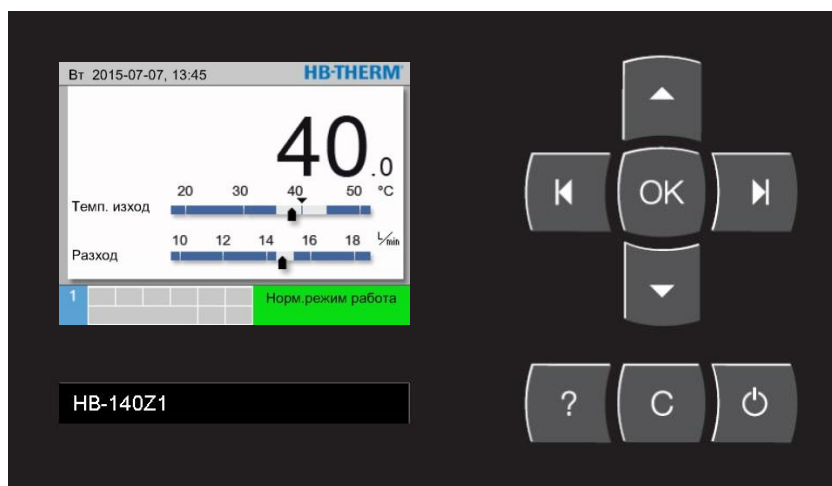 Вт 2015-07-07, 13:45 HB-THERM
40.0
20 30 40 50 °C
Темп. изход
10 12 14 16 18 L/min
Разход
1 Норм.режим работа
OK
HB-140Z1
? C